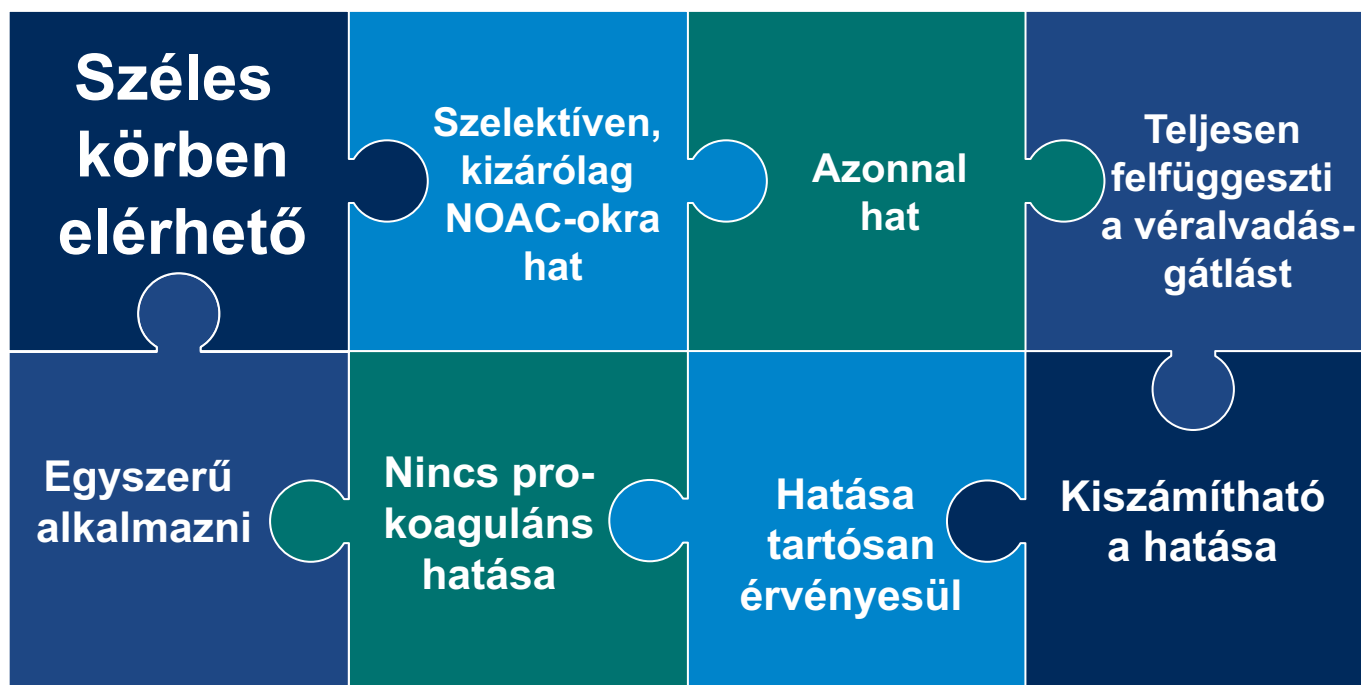 Széles
körben
elérhető
Szelektíven,
kizárólag
NOAC-okra
hat
Azonnal
hat
Teljesen
felfüggeszti
a véralvadás-
gátlást
Egyszerű
alkalmazni
Nincs pro-
koaguláns
hatása
Hatása
tartósan
érvényesül
Kiszámítható
a hatása